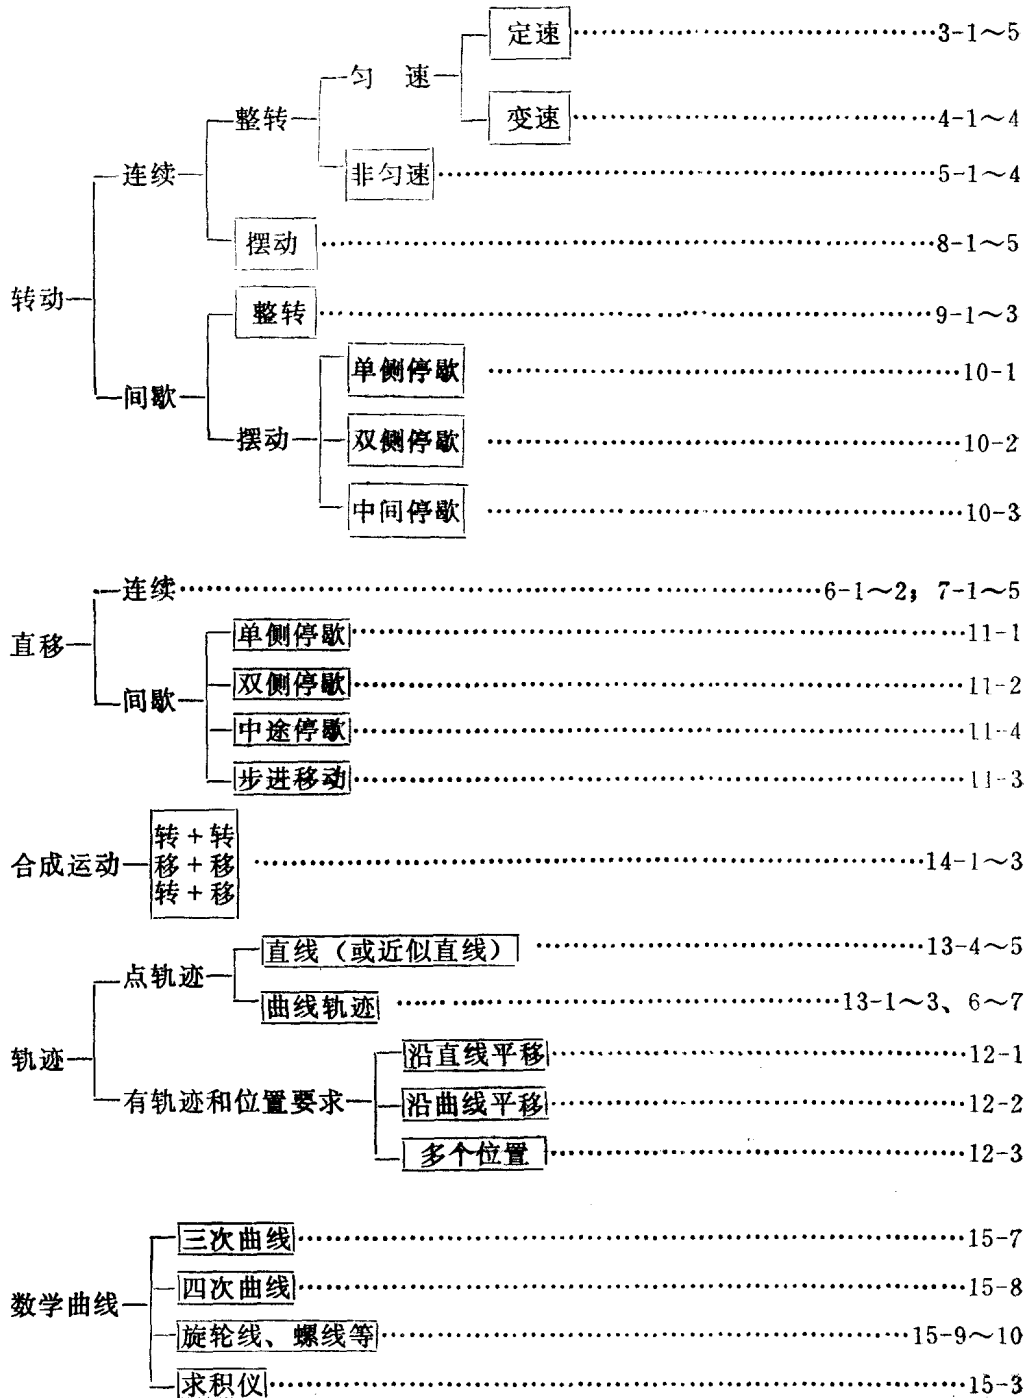 定速 3-1～5
匀 速
变速 4-1～4
整转
非匀速 5-1～4
连续
摆动 8-1～5
转动
整转 9-1～3
单侧停歇 10-1
间歇
摆动 双侧停歇 10-2
中间停歇 10-3
连续 6-1～2；7-1～5
直移 单侧停歇 11-1
双侧停歇 11-2
间歇
中途停歇 11-4
步进移动 11-3
转＋转
合成运动 移＋移 14-1～3
转＋移
直线（或近似直线） 13-4～5
点轨迹
曲线轨迹 13-1～3、6～7
轨迹 沿直线平移 12-1
有轨迹和位置要求 沿曲线平移 12-2
多个位置 12-3
三次曲线 15-7
四次曲线 15-8
数学曲线
旋轮线、螺线等 15-9～10
求积仪 15-3